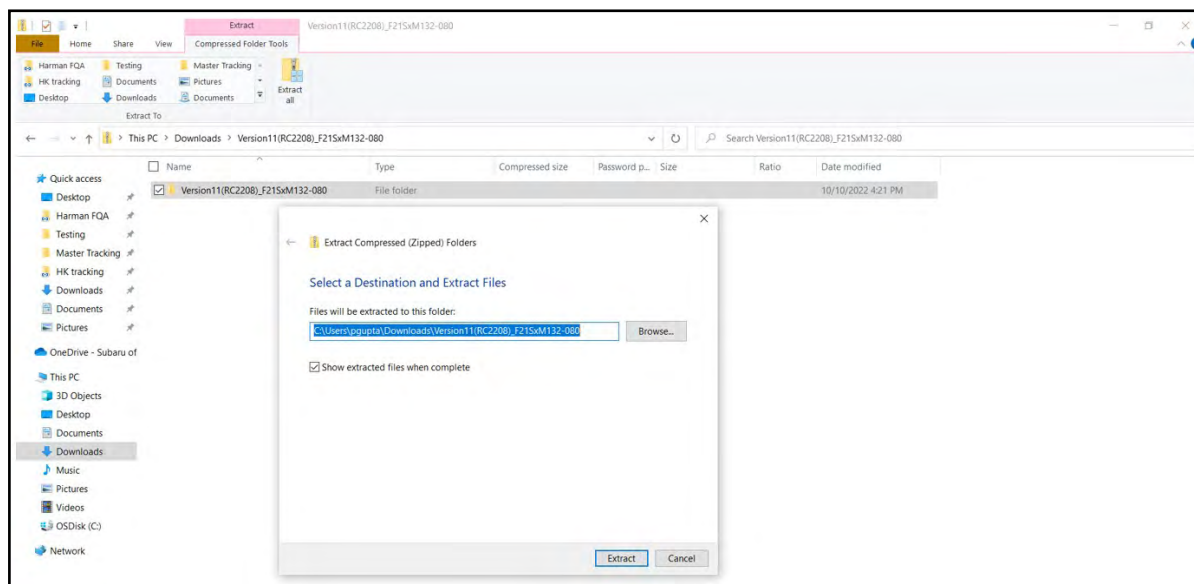 Extract
Version11(RC2208)_F21SxM132-080
File Home Share View Compressed Folder Tools
Harman FQA Testing Master Tracking
HK tracking Documents Pictures
Desktop Downloads Documents
Extract all
Extract To
This PC > Downloads > Version11(RC2208)_F21SxM132-080
Search Version11(RC2208)_F21SxM132-080
Name Type Compressed size Password p... Size Ratio Date modified
Version11(RC2208)_F21SxM132-080 File folder 10/10/2022 4:21 PM
Quick access
Desktop
Harman FQA
Testing
Master Tracking
HK tracking
Downloads
Documents
Pictures
OneDrive - Subaru of
This PC
3D Objects
Desktop
Documents
Downloads
Music
Pictures
Videos
OSDisk (C:)
Network
Extract Compressed (Zipped) Folders
Select a Destination and Extract Files
Files will be extracted to this folder:
C:\Users\pgupta\Downloads\Version11(RC2208)_F21SxM132-080
Browse...
Show extracted files when complete
Extract Cancel